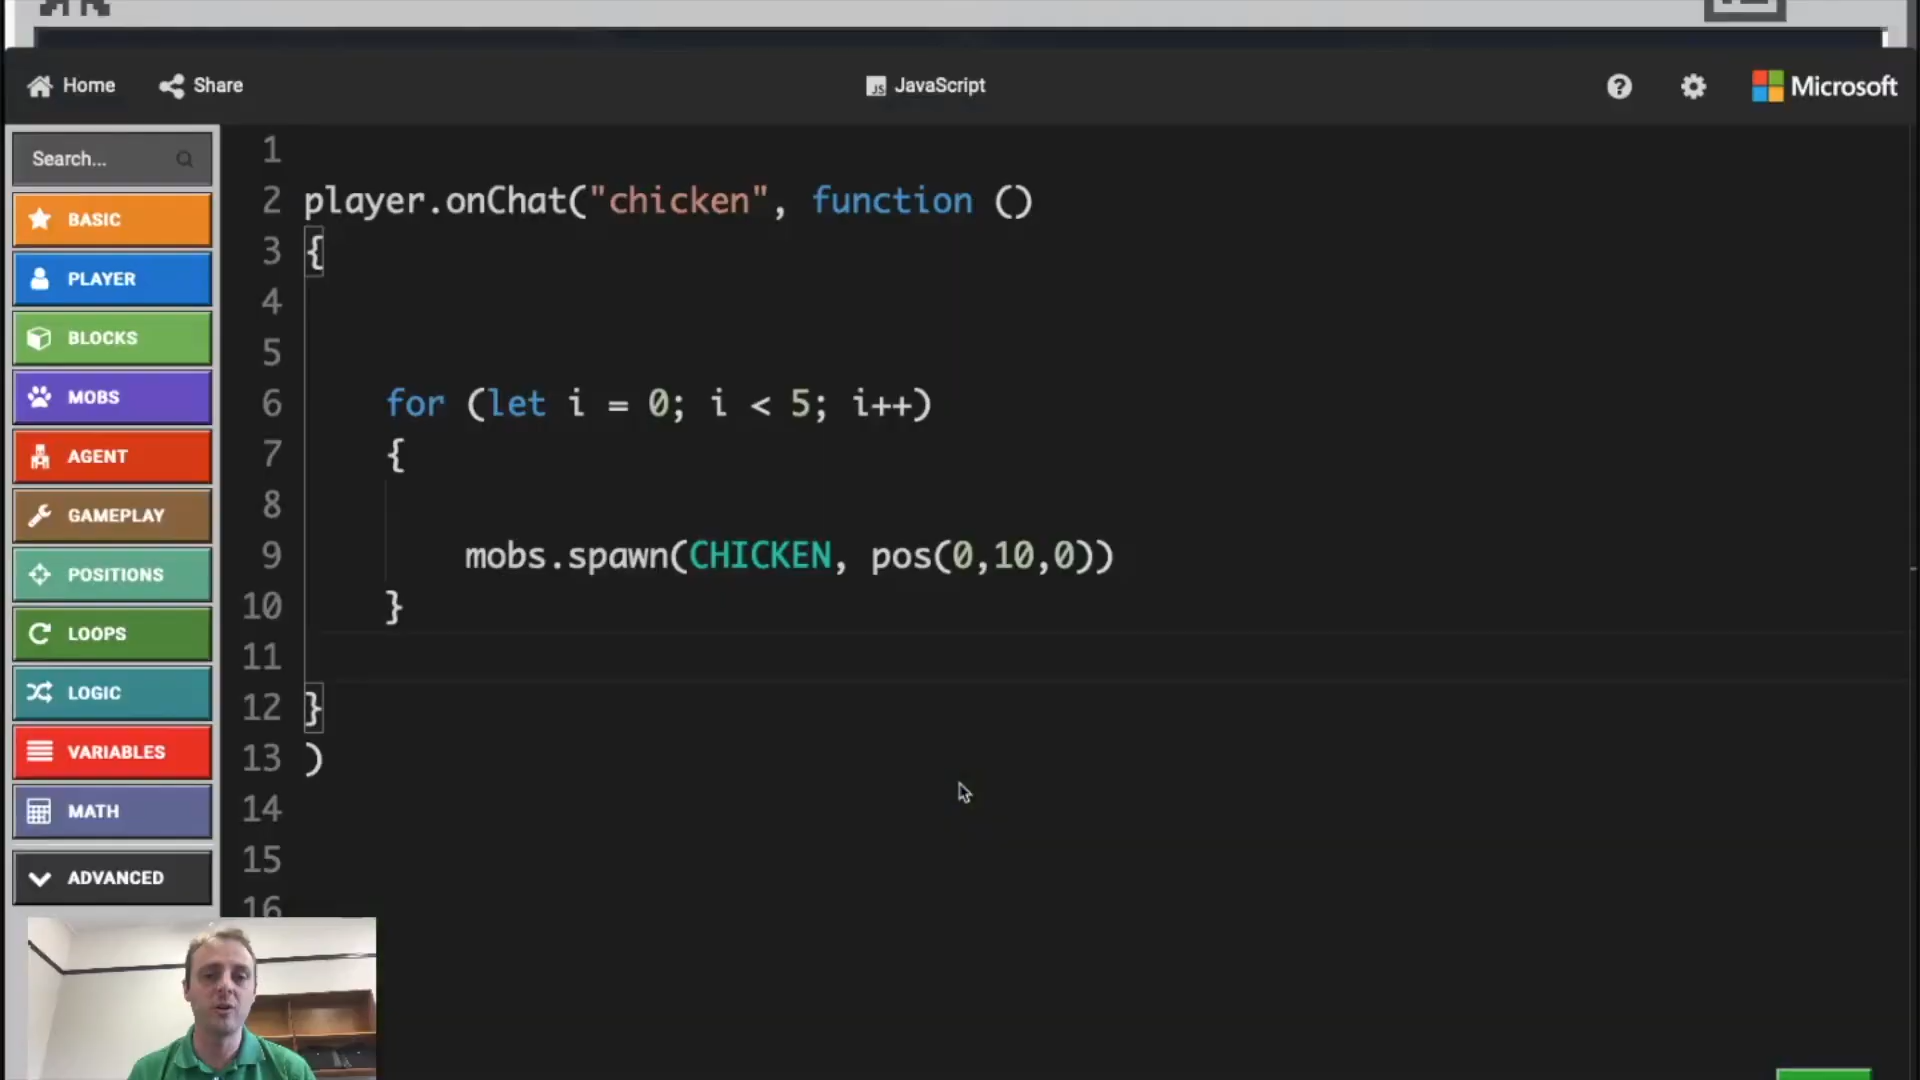 Home
Share
JavaScript
Microsoft
Search...
BASIC
PLAYER
BLOCKS
MOBS
AGENT
GAMEPLAY
POSITIONS
LOOPS
LOGIC
VARIABLES
MATH
ADVANCED
1
2 player.onChat("chicken", function ()
3 {
4
5
6 for (let i = 0; i < 5; i++)
7 {
8
9 mobs.spawn(CHICKEN, pos(0,10,0))
10 }
11
12 }
13 )
14
15
16